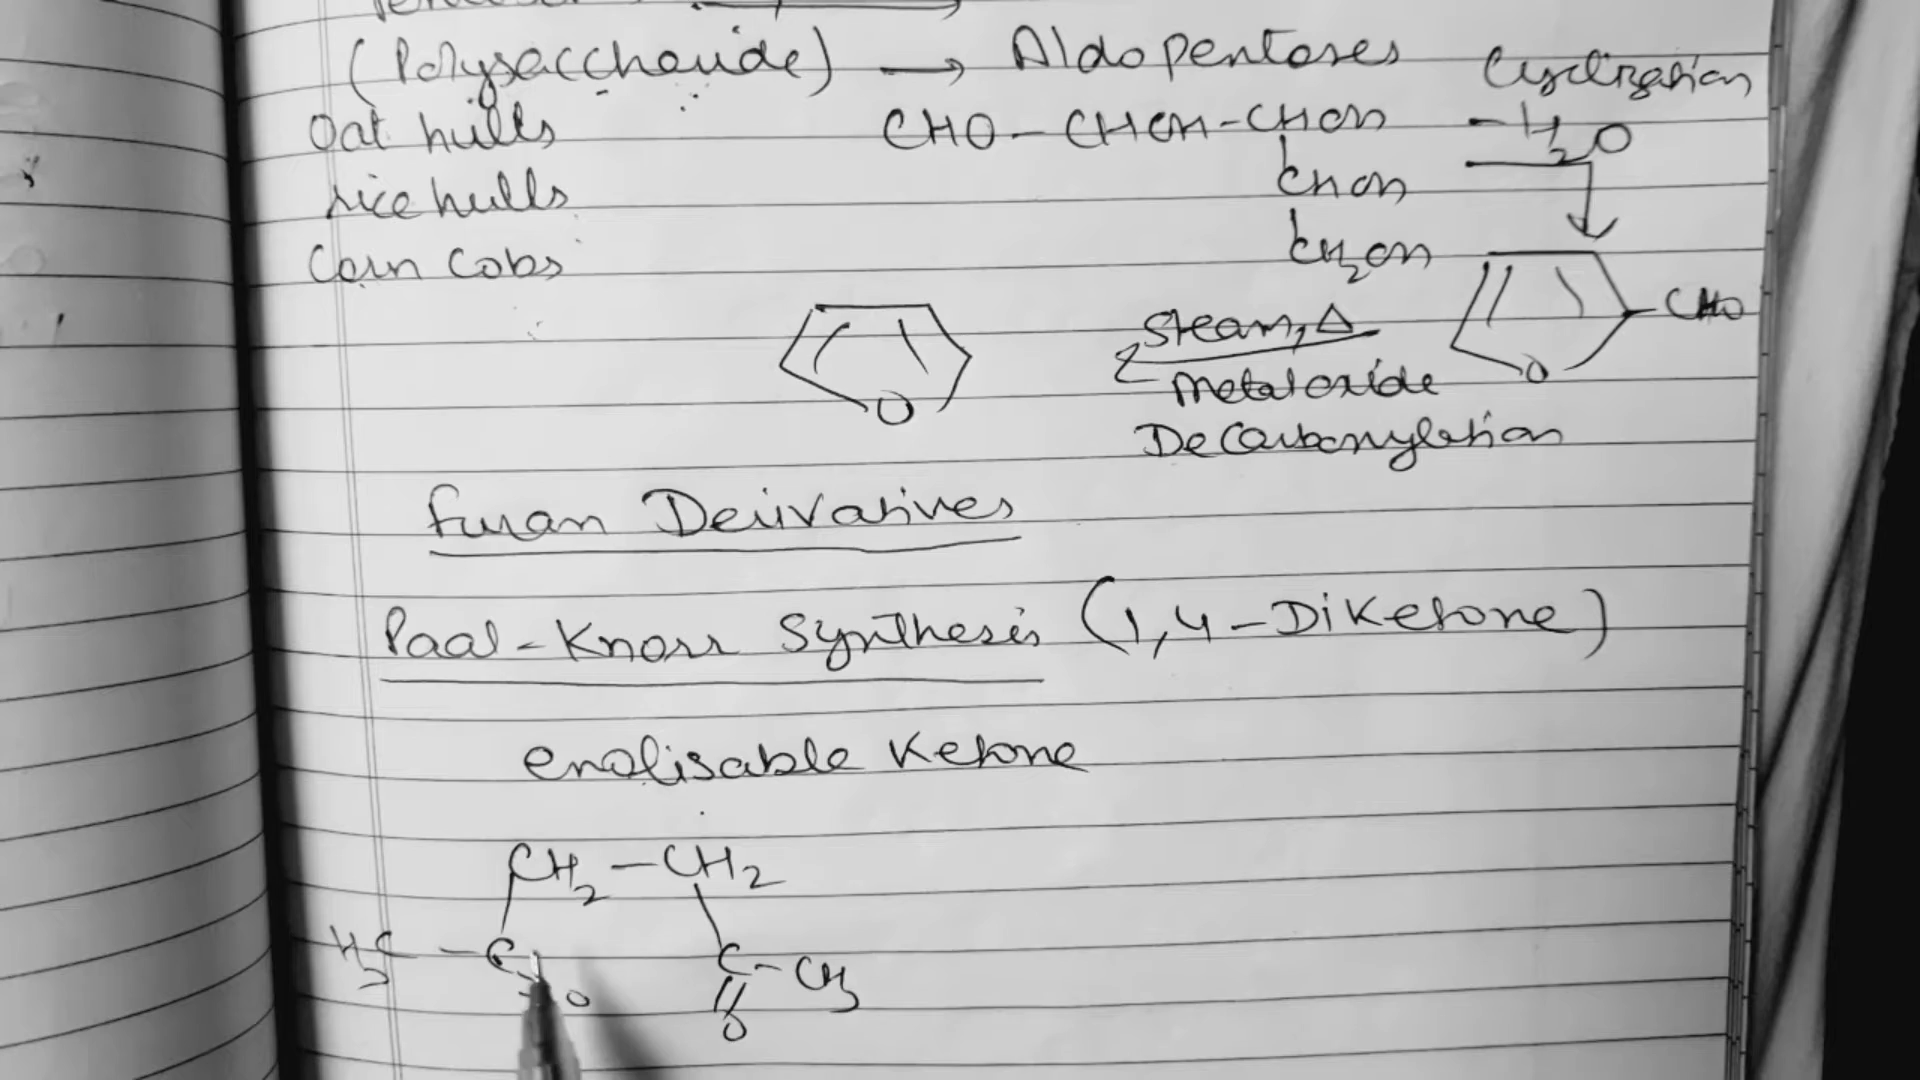 (Polysaccharide) → Aldopentoses
Cyclization
Oat hulls
CHO - CHOH - CHOH
- H2O
rice hulls
CHOH
Corn Cobs
CH2OH
CHO
O
Steam, Δ
Metal oxide
O
Decarbonylation
furan Derivatives
Paal-Knorr Synthesis (1,4-Diketone)
enolisable Ketone
CH2 - CH2
H3C - C
C - CH3
O
O